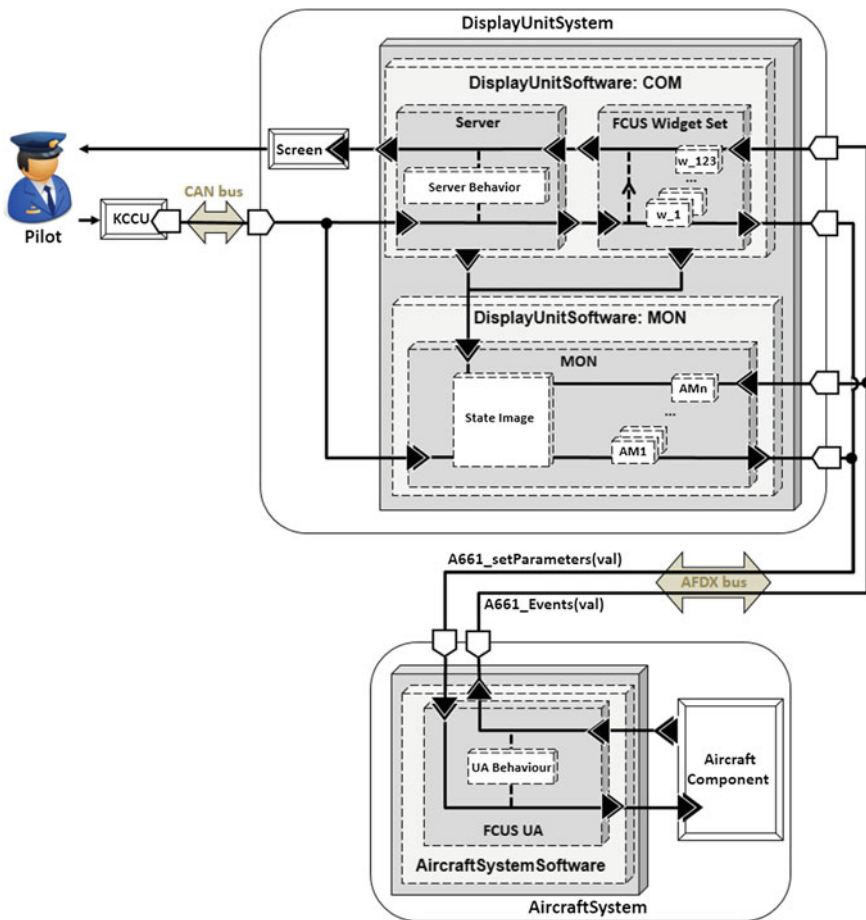 DisplayUnitSystem
DisplayUnitSoftware: COM
Server
FCUS Widget Set
Screen
w_123
...
Server Behavior
w_1
CAN bus
KCCU
Pilot
DisplayUnitSoftware: MON
MON
AMn
State Image
...
AM1
A661_setParameters(val)
AFDX bus
A661_Events(val)
UA Behaviour
Aircraft
Component
FCUS UA
AircraftSystemSoftware
AircraftSystem